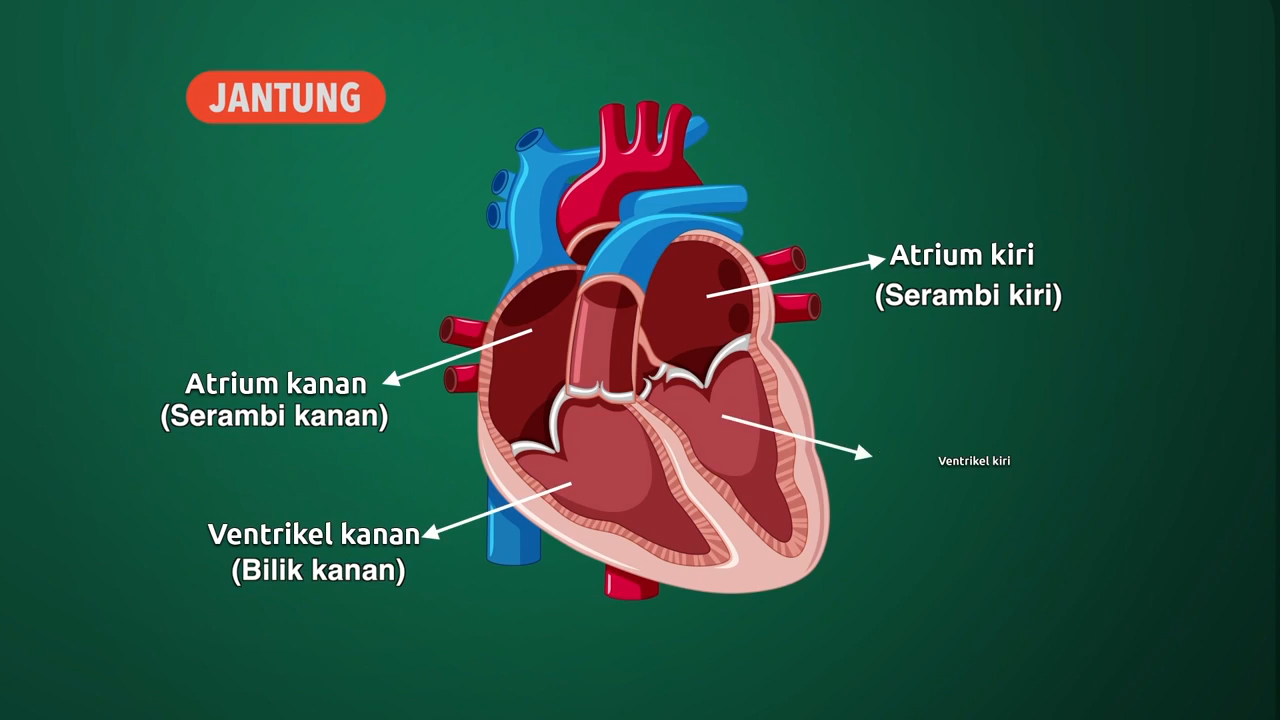 JANTUNG
Atrium kiri
(Serambi kiri)
Atrium kanan
(Serambi kanan)
Ventrikel kiri
Ventrikel kanan
(Bilik kanan)